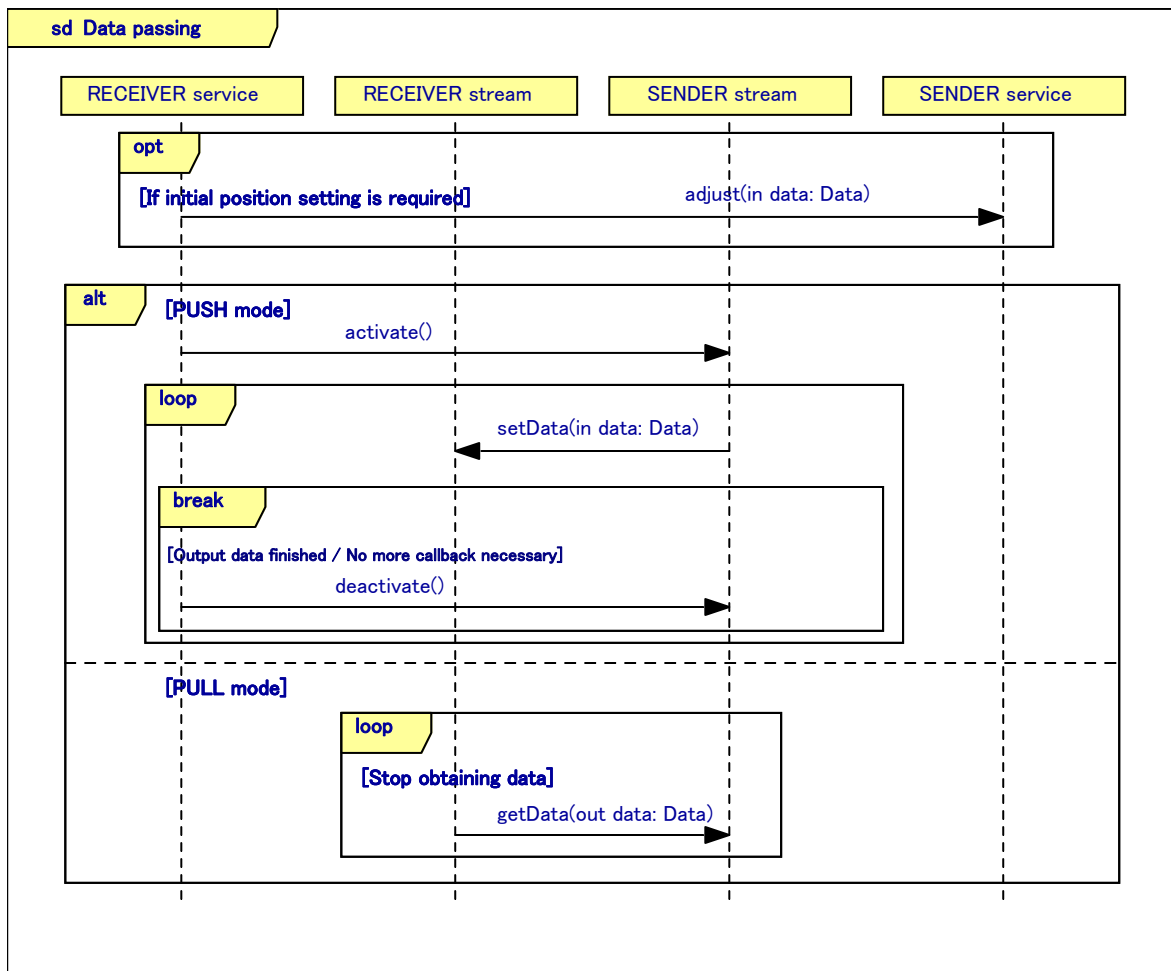 sd Data passing
RECEIVER service
RECEIVER stream
SENDER stream
SENDER service
opt
[If initial position setting is required]
adjust(in data: Data)
alt
[PUSH mode]
activate()
loop
setData(in data: Data)
break
[Output data finished / No more callback necessary]
deactivate()
[PULL mode]
loop
[Stop obtaining data]
getData(out data: Data)